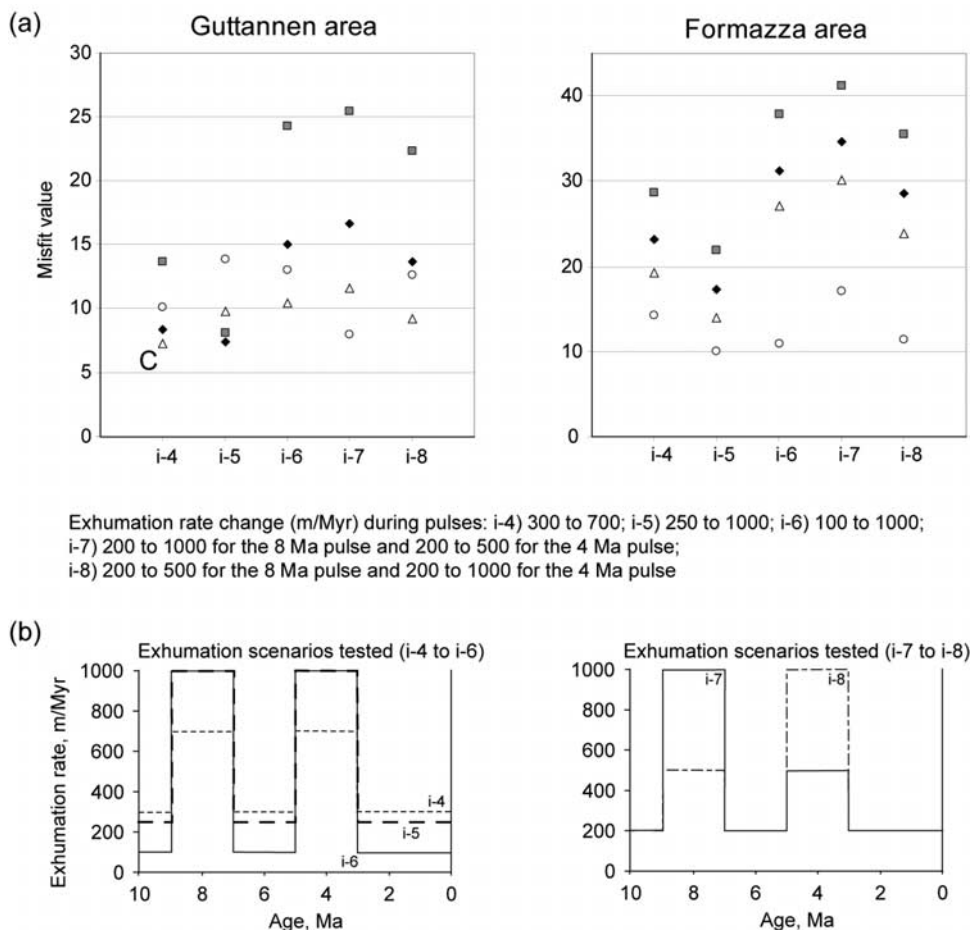 (a)
Guttannen area
Formazza area
30
25
20
15
10
5
0
Misfit value
C
i-4 i-5 i-6 i-7 i-8
40
30
20
10
0
i-4 i-5 i-6 i-7 i-8
Exhumation rate change (m/Myr) during pulses: i-4) 300 to 700; i-5) 250 to 1000; i-6) 100 to 1000;
i-7) 200 to 1000 for the 8 Ma pulse and 200 to 500 for the 4 Ma pulse;
i-8) 200 to 500 for the 8 Ma pulse and 200 to 1000 for the 4 Ma pulse
(b)
Exhumation scenarios tested (i-4 to i-6)
1000
800
600
400
200
0
Exhumation rate, m/Myr
i-4
i-5
i-6
10 8 6 4 2 0
Age, Ma
Exhumation scenarios tested (i-7 to i-8)
1000
800
600
400
200
0
i-7
i-8
10 8 6 4 2 0
Age, Ma